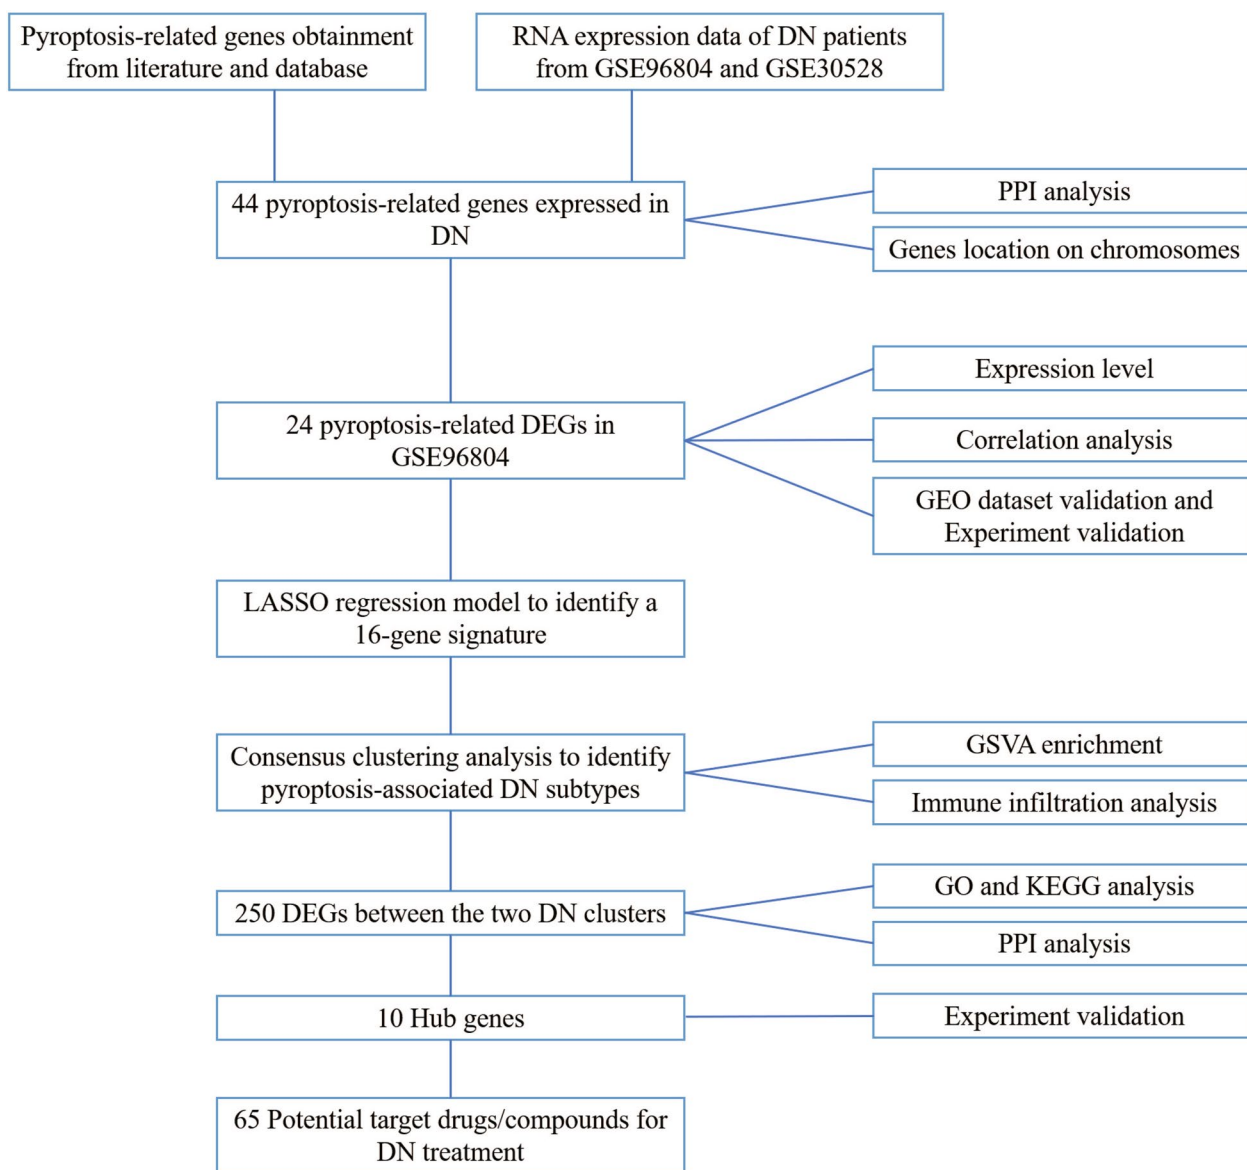 Pyroptosis-related genes obtainment
from literature and database
RNA expression data of DN patients
from GSE96804 and GSE30528
44 pyroptosis-related genes expressed in
DN
PPI analysis
Genes location on chromosomes
24 pyroptosis-related DEGs in
GSE96804
Expression level
Correlation analysis
GEO dataset validation and
Experiment validation
LASSO regression model to identify a
16-gene signature
Consensus clustering analysis to identify
pyroptosis-associated DN subtypes
GSVA enrichment
Immune infiltration analysis
250 DEGs between the two DN clusters
GO and KEGG analysis
PPI analysis
10 Hub genes
Experiment validation
65 Potential target drugs/compounds for
DN treatment